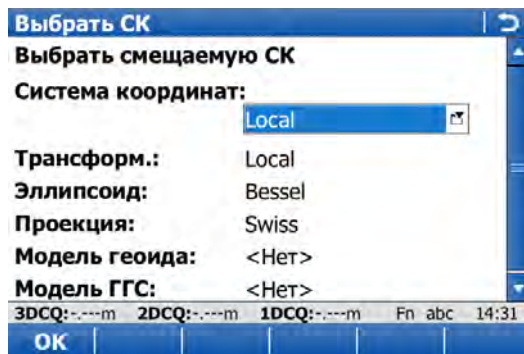 Выбрать СК
Выбрать смещаемую СК
Система координат:
Local
Трансформ.: Local
Эллипсоид: Bessel
Проекция: Swiss
Модель геоида: <Нет>
Модель ГГС: <Нет>
3DCQ:-.---m 2DCQ:-.---m 1DCQ:-.---m Fn abc 14:31
OK